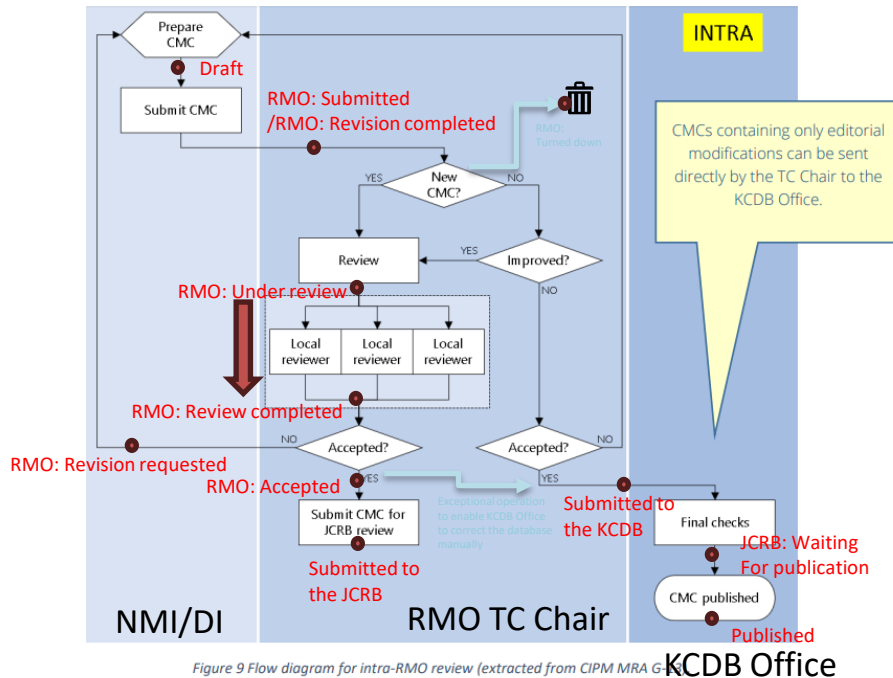 Prepare
CMC
INTRA
Draft
Submit CMC
RMO: Submitted
/RMO: Revision completed
RMO:
Turned down
CMCs containing only editorial
modifications can be sent
directly by the TC Chair to the
KCDB Office.
New
CMC?
YES
NO
Review
YES
Improved?
NO
RMO: Under review
Local
reviewer
Local
reviewer
Local
reviewer
RMO: Review completed
NO
Accepted?
Accepted?
NO
RMO: Revision requested
YES
YES
RMO: Accepted
Exceptional operation
to enable KCDB Office
to correct the database
manually
Submitted to
the KCDB
Submit CMC for
JCRB review
Final checks
JCRB: Waiting
For publication
Submitted to
the JCRB
CMC published
Published
NMI/DI
RMO TC Chair
KCDB Office
Figure 9 Flow diagram for intra-RMO review (extracted from CIPM MRA G-13)